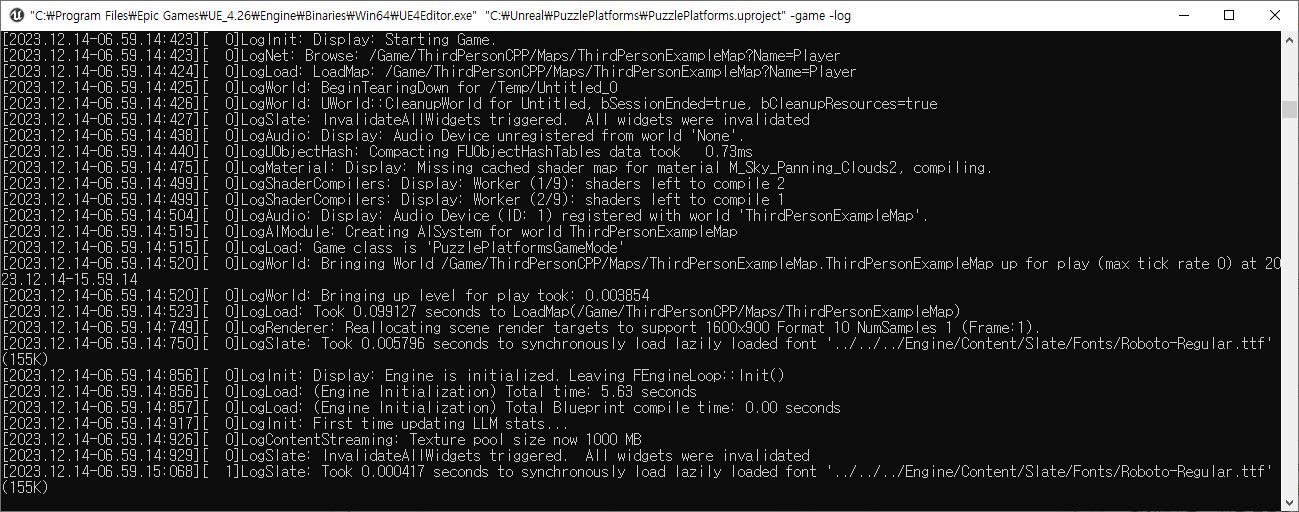 "C:₩Program Files₩Epic Games₩UE_4.26₩Engine₩Binaries₩Win64₩UE4Editor.exe"  "C:₩Unreal₩PuzzlePlatforms₩PuzzlePlatforms.uproject" -game -log
[2023.12.14-06.59.14:423][  0]LogInit: Display: Starting Game.
[2023.12.14-06.59.14:423][  0]LogNet: Browse: /Game/ThirdPersonCPP/Maps/ThirdPersonExampleMap?Name=Player
[2023.12.14-06.59.14:424][  0]LogLoad: LoadMap: /Game/ThirdPersonCPP/Maps/ThirdPersonExampleMap?Name=Player
[2023.12.14-06.59.14:425][  0]LogWorld: BeginTearingDown for /Temp/Untitled_0
[2023.12.14-06.59.14:426][  0]LogWorld: UWorld::CleanupWorld for Untitled, bSessionEnded=true, bCleanupResources=true
[2023.12.14-06.59.14:427][  0]LogSlate: InvalidateAllWidgets triggered.  All widgets were invalidated
[2023.12.14-06.59.14:438][  0]LogAudio: Display: Audio Device unregistered from world 'None'.
[2023.12.14-06.59.14:440][  0]LogUObjectHash: Compacting FUObjectHashTables data took   0.73ms
[2023.12.14-06.59.14:475][  0]LogMaterial: Display: Missing cached shader map for material M_Sky_Panning_Clouds2, compiling.
[2023.12.14-06.59.14:499][  0]LogShaderCompilers: Display: Worker (1/9): shaders left to compile 2
[2023.12.14-06.59.14:499][  0]LogShaderCompilers: Display: Worker (2/9): shaders left to compile 1
[2023.12.14-06.59.14:504][  0]LogAudio: Display: Audio Device (ID: 1) registered with world 'ThirdPersonExampleMap'.
[2023.12.14-06.59.14:515][  0]LogAIModule: Creating AISystem for world ThirdPersonExampleMap
[2023.12.14-06.59.14:515][  0]LogLoad: Game class is 'PuzzlePlatformsGameMode'
[2023.12.14-06.59.14:520][  0]LogWorld: Bringing World /Game/ThirdPersonCPP/Maps/ThirdPersonExampleMap.ThirdPersonExampleMap up for play (max tick rate 0) at 20
23.12.14-15.59.14
[2023.12.14-06.59.14:520][  0]LogWorld: Bringing up level for play took: 0.003854
[2023.12.14-06.59.14:523][  0]LogLoad: Took 0.099127 seconds to LoadMap(/Game/ThirdPersonCPP/Maps/ThirdPersonExampleMap)
[2023.12.14-06.59.14:749][  0]LogRenderer: Reallocating scene render targets to support 1600x900 Format 10 NumSamples 1 (Frame:1).
[2023.12.14-06.59.14:750][  0]LogSlate: Took 0.005796 seconds to synchronously load lazily loaded font '../../../Engine/Content/Slate/Fonts/Roboto-Regular.ttf'
(155K)
[2023.12.14-06.59.14:856][  0]LogInit: Display: Engine is initialized. Leaving FEngineLoop::Init()
[2023.12.14-06.59.14:856][  0]LogLoad: (Engine Initialization) Total time: 5.63 seconds
[2023.12.14-06.59.14:857][  0]LogLoad: (Engine Initialization) Total Blueprint compile time: 0.00 seconds
[2023.12.14-06.59.14:917][  0]LogInit: First time updating LLM stats...
[2023.12.14-06.59.14:926][  0]LogContentStreaming: Texture pool size now 1000 MB
[2023.12.14-06.59.14:929][  0]LogSlate: InvalidateAllWidgets triggered.  All widgets were invalidated
[2023.12.14-06.59.15:068][  1]LogSlate: Took 0.000417 seconds to synchronously load lazily loaded font '../../../Engine/Content/Slate/Fonts/Roboto-Regular.ttf'
(155K)